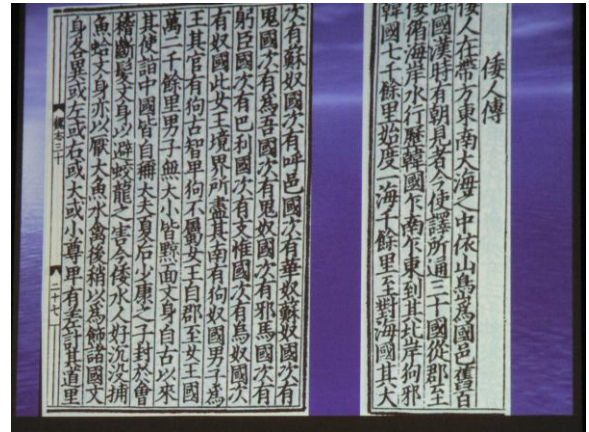 倭人傳
倭人在帶方東南大海之中依山島為國邑舊百
餘國漢時有朝見者今使譯所通三十國從郡至
倭循海岸水行歷韓國乍南乍東到其北岸狗邪
韓國七千餘里始度一海千餘里至對海國其大
次有蘇奴國次有呼邑國次有華奴蘇奴國次有
鬼國次有為吾國次有鬼奴國次有邪馬國次有
躬臣國次有巴利國次有支惟國次有烏奴國次
有奴國此女王境界所盡其南有狗奴國男子為
王其官有狗古智卑狗不屬女王自郡至女王國
萬二千餘里男子無大小皆黥面文身自古以來
其使詣中國皆自稱大夫夏后少康之子封於會
稽斷髮文身以避蛟龍之害今倭水人好沉没捕
魚蛤文身亦以厭大魚水禽後稍以為飾諸國文
身各異或左或右或大或小尊卑有差計其道里
魏志三十
二十七